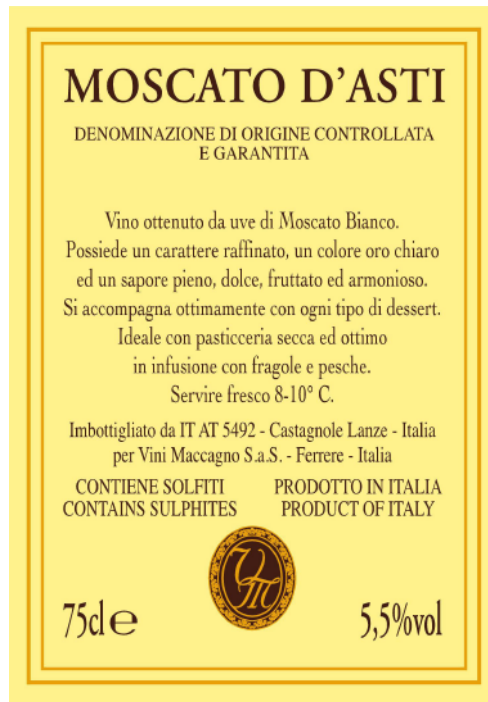 MOSCATO D’ASTI
DENOMINAZIONE DI ORIGINE CONTROLLATA
E GARANTITA
Vino ottenuto da uve di Moscato Bianco.
Possiede un carattere raffinato, un colore oro chiaro
ed un sapore pieno, dolce, fruttato ed armonioso.
Si accompagna ottimamente con ogni tipo di dessert.
Ideale con pasticceria secca ed ottimo
in infusione con fragole e pesche.
Servire fresco 8-10° C.
Imbottigliato da IT AT 5492 - Castagnole Lanze - Italia
per Vini Maccagno S.a.S. - Ferrere - Italia
CONTIENE SOLFITI PRODOTTO IN ITALIA
CONTAINS SULPHITES PRODUCT OF ITALY
VM
75cl ℮ 5,5%vol